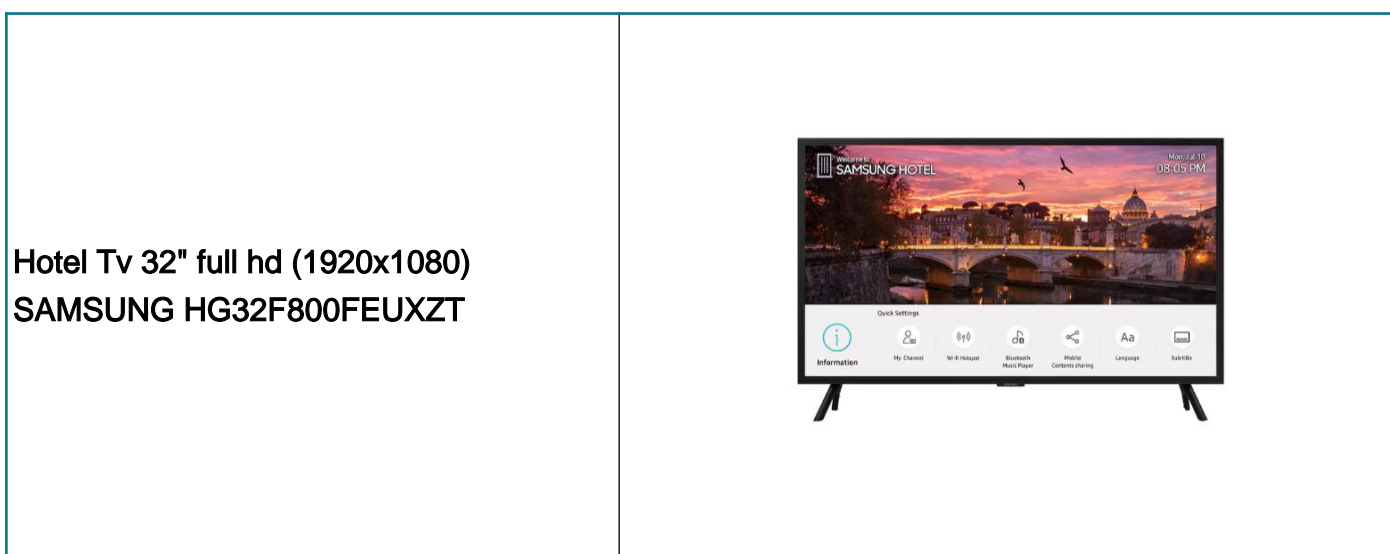 Hotel Tv 32" full hd (1920x1080)
SAMSUNG HG32F800FEUXZT
Welcome to
SAMSUNG HOTEL
Mon, Jul 10
08:05 PM
Quick Settings
Information
My Channel
Wi-Fi Hotspot
Bluetooth
Music Player
Mobile
Contents sharing
Aa
Language
Subtitle